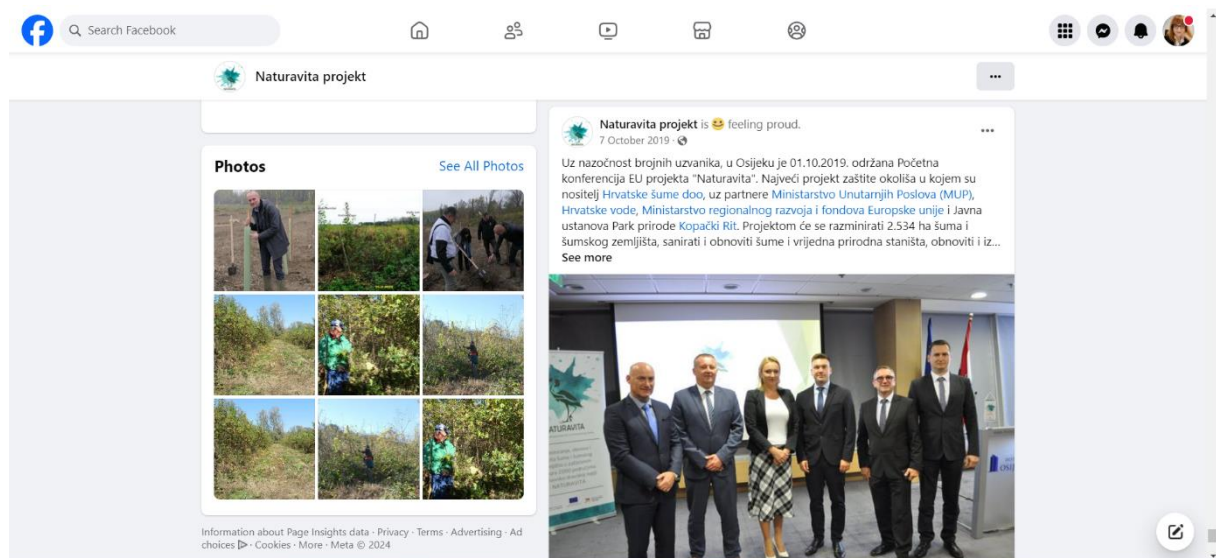 Search Facebook
Naturavita projekt
Photos
See All Photos
Information about Page Insights data · Privacy · Terms · Advertising · Ad
choices · Cookies · More · Meta © 2024
Naturavita projekt is 😆 feeling proud.
7 October 2019 ·
Uz nazočnost brojnih uzvanika, u Osijeku je 01.10.2019. održana Početna
konferencija EU projekta "Naturavita". Najveći projekt zaštite okoliša u kojem su
nositelj Hrvatske šume doo, uz partnere Ministarstvo Unutarnjih Poslova (MUP),
Hrvatske vode, Ministarstvo regionalnog razvoja i fondova Europske unije i Javna
ustanova Park prirode Kopački Rit. Projektom će se razminirati 2.534 ha šuma i
šumskog zemljišta, sanirati i obnoviti šume i vrijedna prirodna staništa, obnoviti i iz...
See more
NATURAVITA